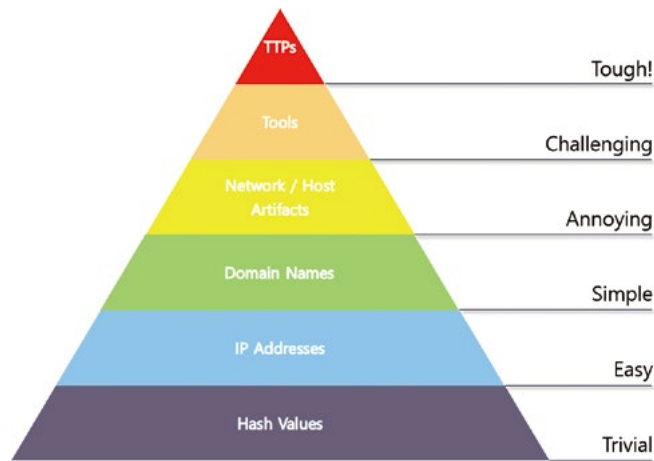 TTPs
Tough!
Tools
Challenging
Network / Host
Artifacts
Annoying
Domain Names
Simple
IP Addresses
Easy
Hash Values
Trivial